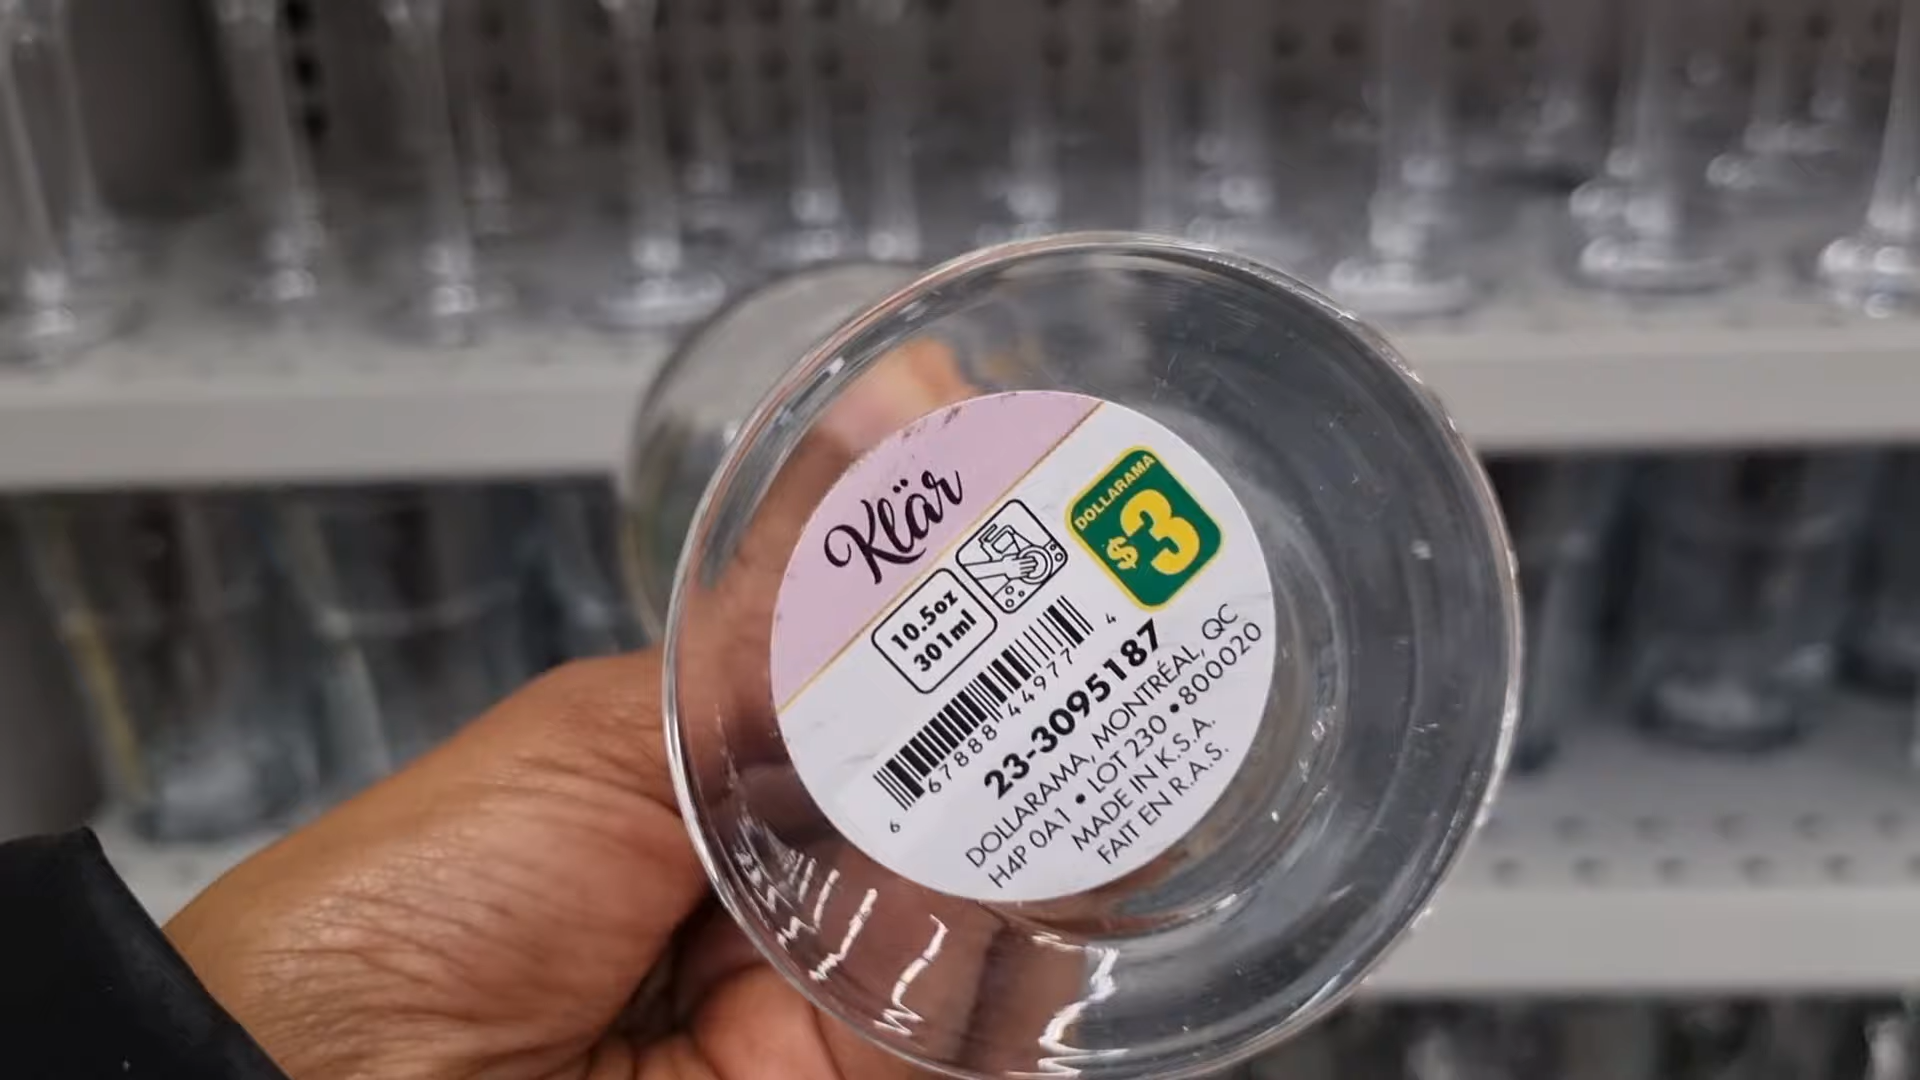 Klär
DOLLARAMA
$3
10.5oz
301ml
6 67888 44977 4
23-3095187
DOLLARAMA, MONTRÉAL, QC
H4P 0A1 • LOT 230 • 800020
MADE IN K.S.A.
FAIT EN R.A.S.